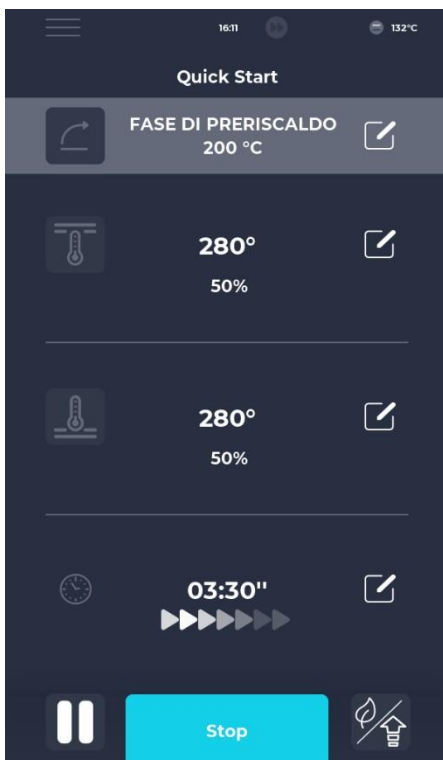 16:11
132°C
Quick Start
FASE DI PRERISCALDO
200 °C
280°
50%
280°
50%
03:30''
Stop